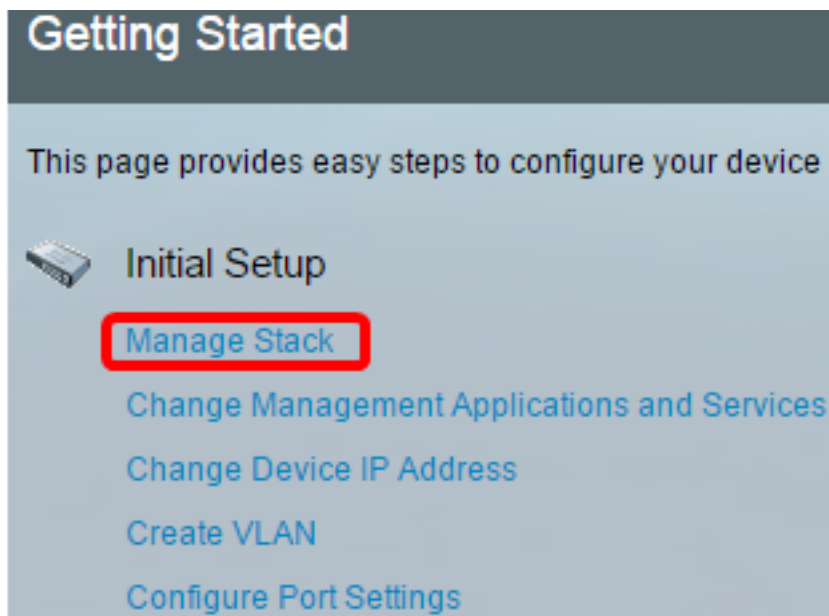 Getting Started
This page provides easy steps to configure your device
Initial Setup
Manage Stack
Change Management Applications and Services
Change Device IP Address
Create VLAN
Configure Port Settings